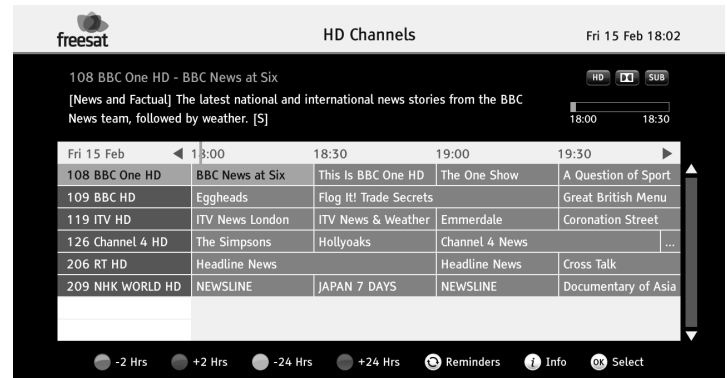 freesat
HD Channels
Fri 15 Feb 18:02
108 BBC One HD - BBC News at Six
HD
SUB
[News and Factual] The latest national and international news stories from the BBC
News team, followed by weather. [S]
18:00 18:30
Fri 15 Feb 18:00 18:30 19:00 19:30
108 BBC One HD BBC News at Six This Is BBC One HD The One Show A Question of Sport
109 BBC HD Eggheads Flog It! Trade Secrets Great British Menu
119 ITV HD ITV News London ITV News & Weather Emmerdale Coronation Street
126 Channel 4 HD The Simpsons Hollyoaks Channel 4 News ...
206 RT HD Headline News Headline News Cross Talk
209 NHK WORLD HD NEWSLINE JAPAN 7 DAYS NEWSLINE Documentary of Asia
-2 Hrs +2 Hrs -24 Hrs +24 Hrs Reminders i Info OK Select